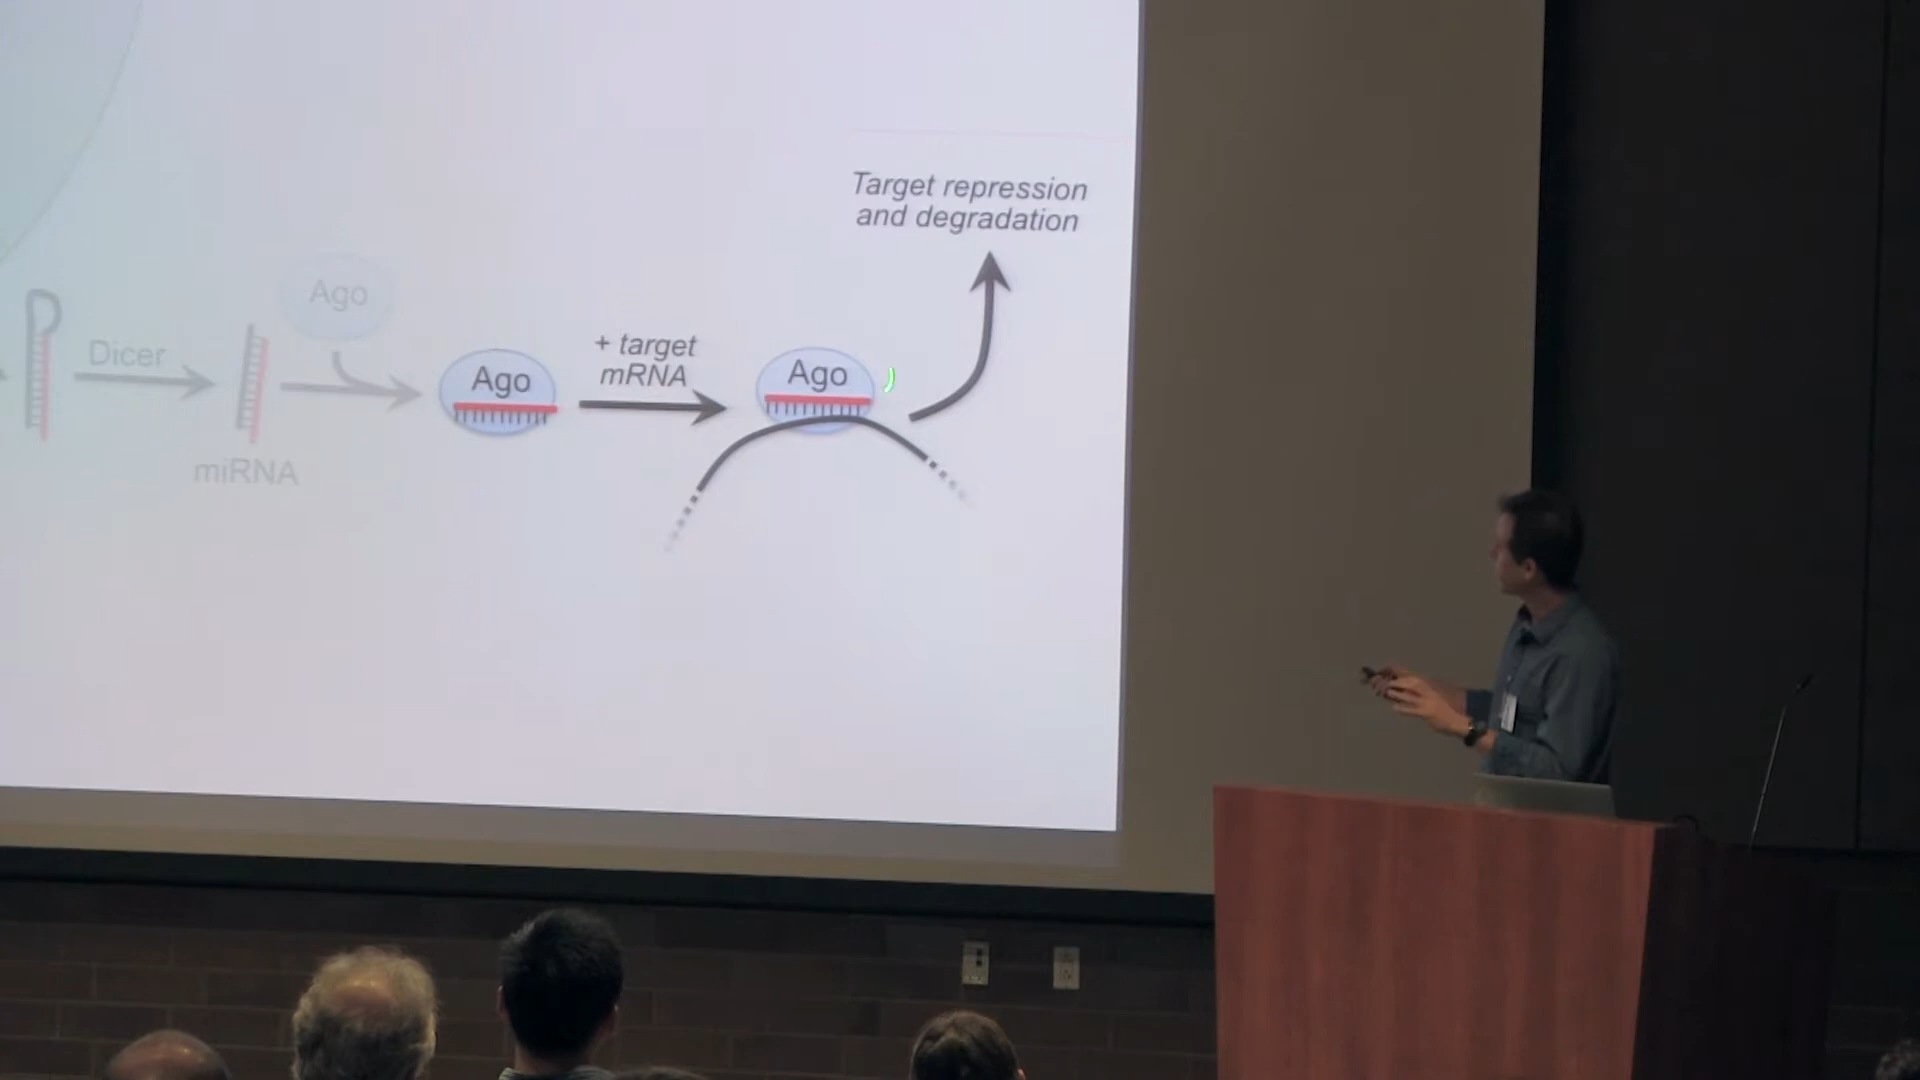 Target repression
and degradation
Ago
Dicer
+ target
mRNA
Ago
Ago
miRNA